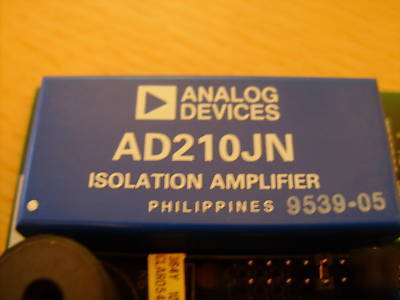 ANALOG
DEVICES
AD210JN
ISOLATION AMPLIFIER
PHILIPPINES 9539-05